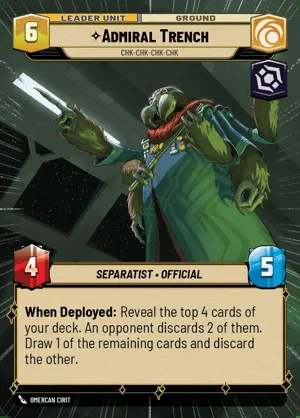 LEADER UNIT
GROUND
6
ADMIRAL TRENCH
CHK-CHK-CHK-CHK
4
5
SEPARATIST • OFFICIAL
When Deployed: Reveal the top 4 cards of
your deck. An opponent discards 2 of them.
Draw 1 of the remaining cards and discard
the other.
OMERCAN CIRIT